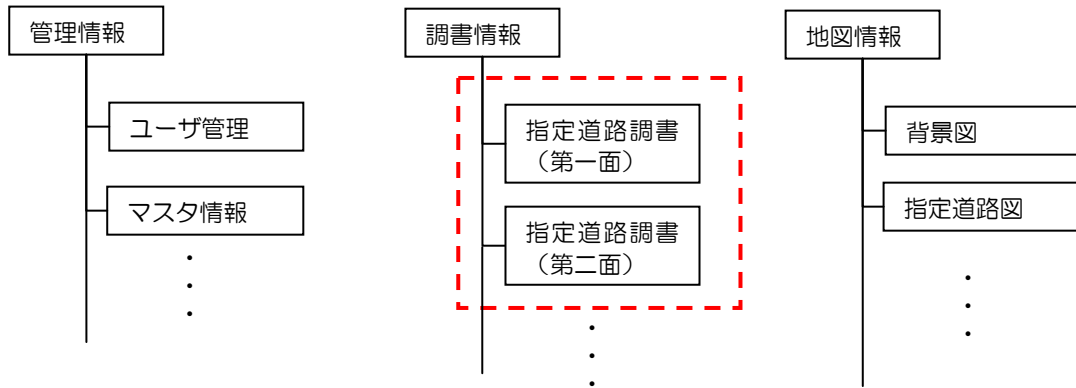 管理情報
ユーザ管理
マスタ情報
調書情報
指定道路調書
（第一面）
指定道路調書
（第二面）
地図情報
背景図
指定道路図